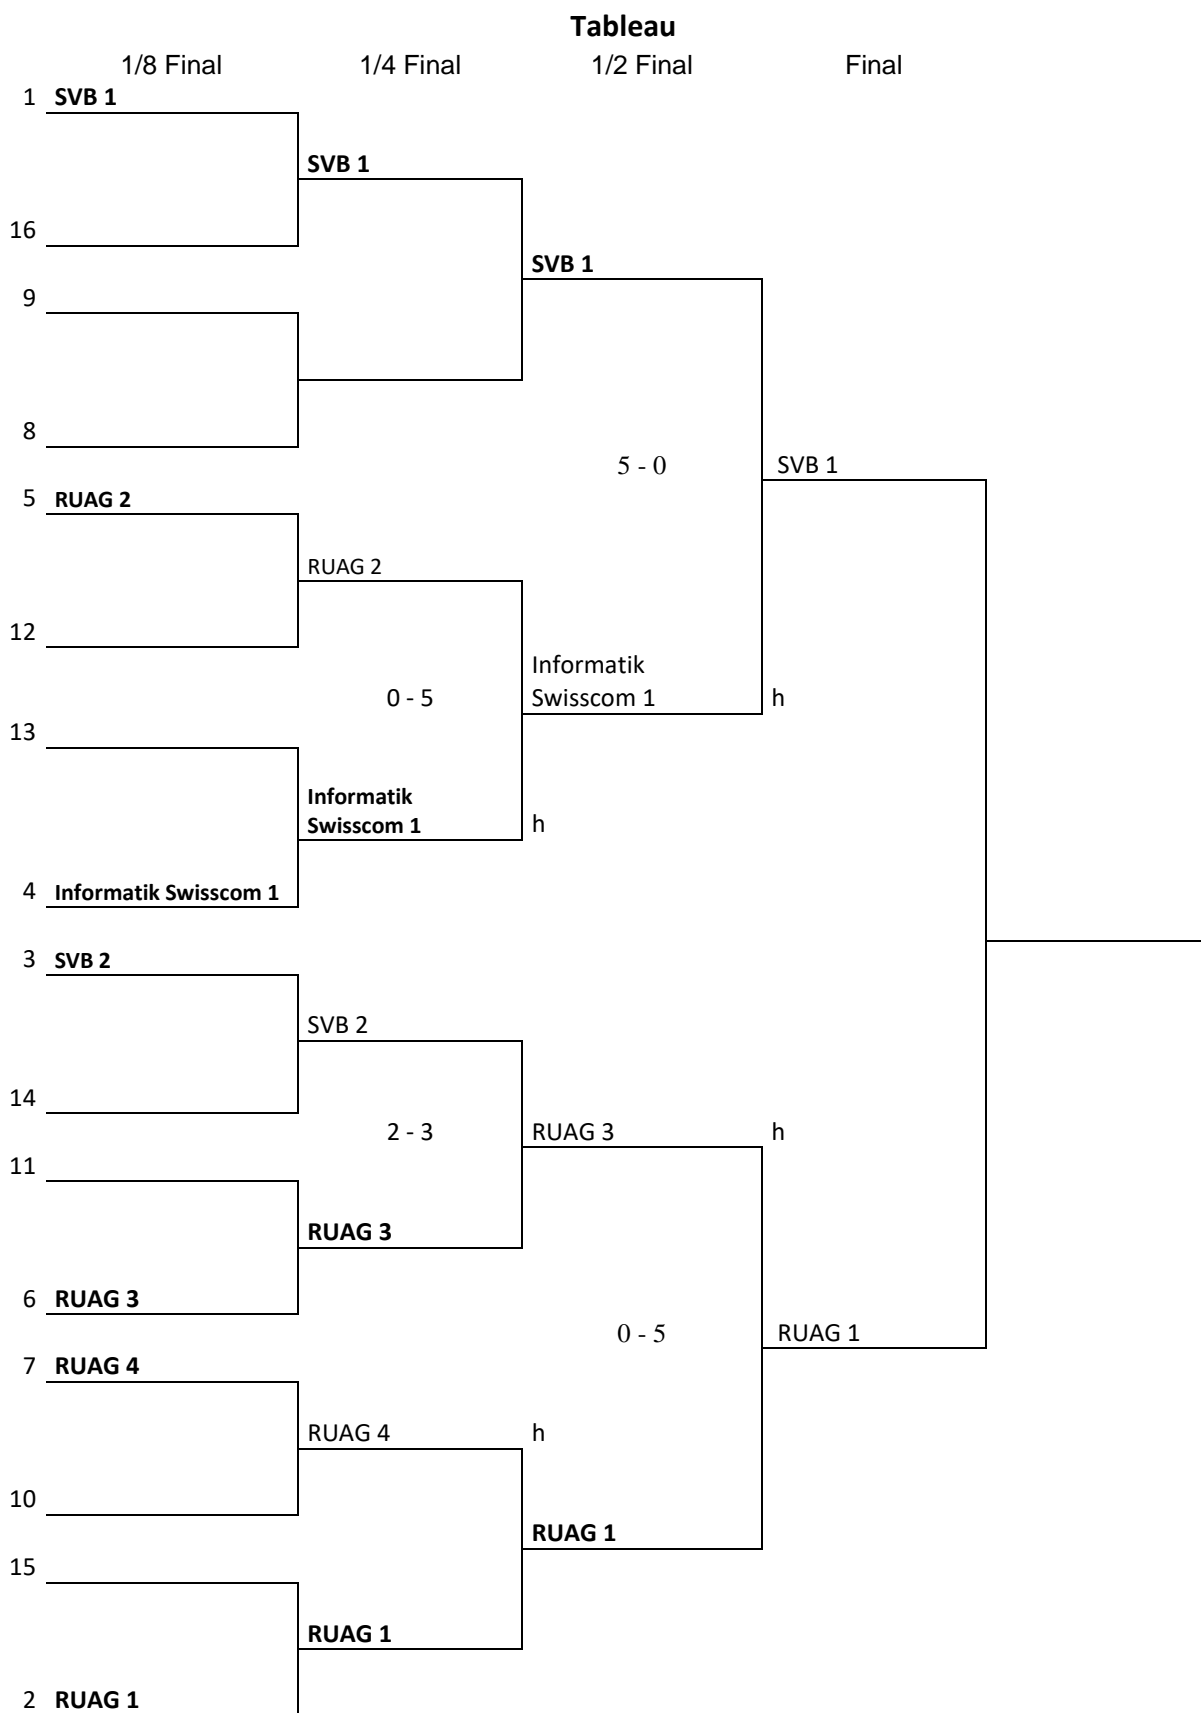 Tableau
1/8 Final 1/4 Final 1/2 Final Final
1 SVB 1
SVB 1
16
SVB 1
9
8
5 - 0 SVB 1
5 RUAG 2
RUAG 2
12
Informatik
0 - 5 Swisscom 1 h
13
Informatik
Swisscom 1 h
4 Informatik Swisscom 1
3 SVB 2
SVB 2
14
2 - 3 RUAG 3 h
11
RUAG 3
6 RUAG 3
0 - 5 RUAG 1
7 RUAG 4
RUAG 4 h
10
RUAG 1
15
RUAG 1
2 RUAG 1